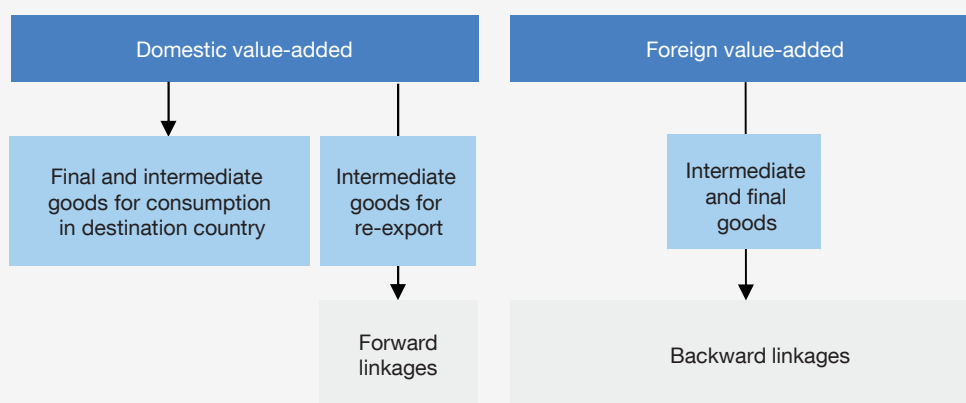 Domestic value-added
Foreign value-added
Final and intermediate
goods for consumption
in destination country
Intermediate
goods for
re-export
Intermediate
and final
goods
Forward
linkages
Backward linkages